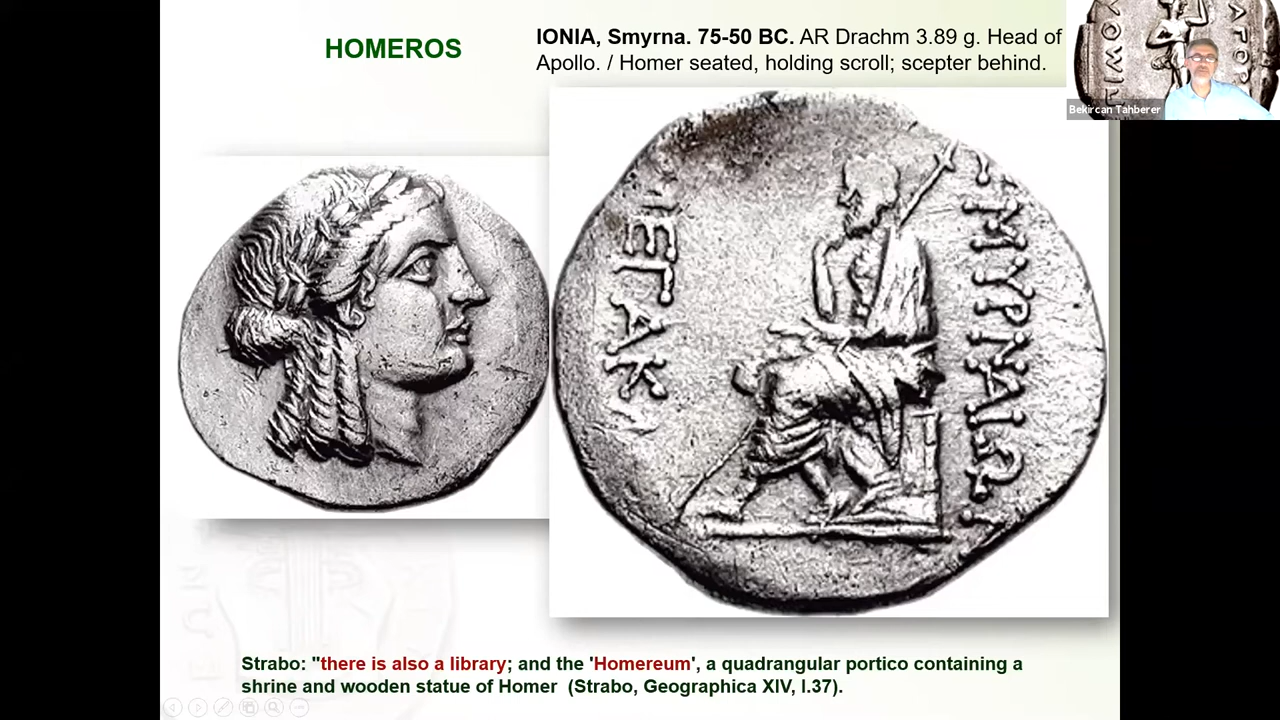 HOMEROS
IONIA, Smyrna. 75-50 BC. AR Drachm 3.89 g. Head of
Apollo. / Homer seated, holding scroll; scepter behind.
Bekircan Tahberer
ΜΥΡΝΑΙΩ
Strabo: "there is also a library; and the 'Homereum', a quadrangular portico containing a
shrine and wooden statue of Homer (Strabo, Geographica XIV, I.37).